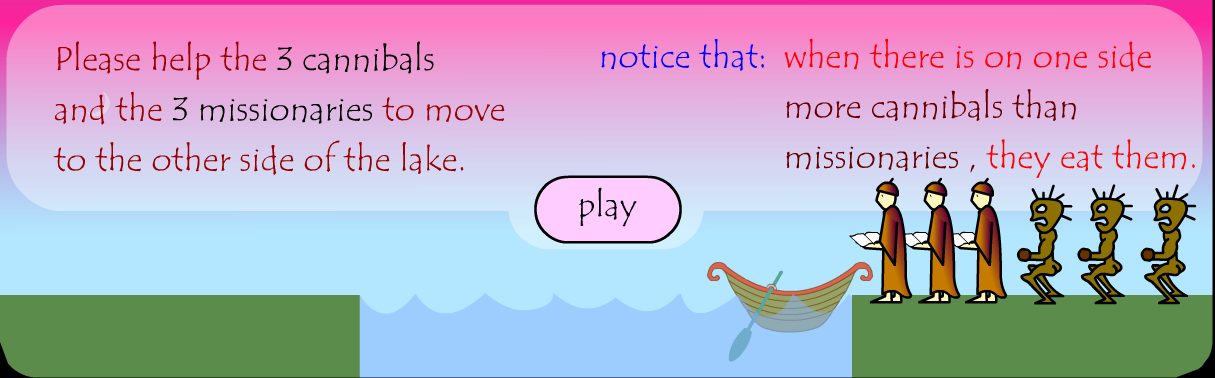 Please help the 3 cannibals
and the 3 missionaries to move
to the other side of the lake.
notice that: when there is on one side
more cannibals than
missionaries , they eat them.
play